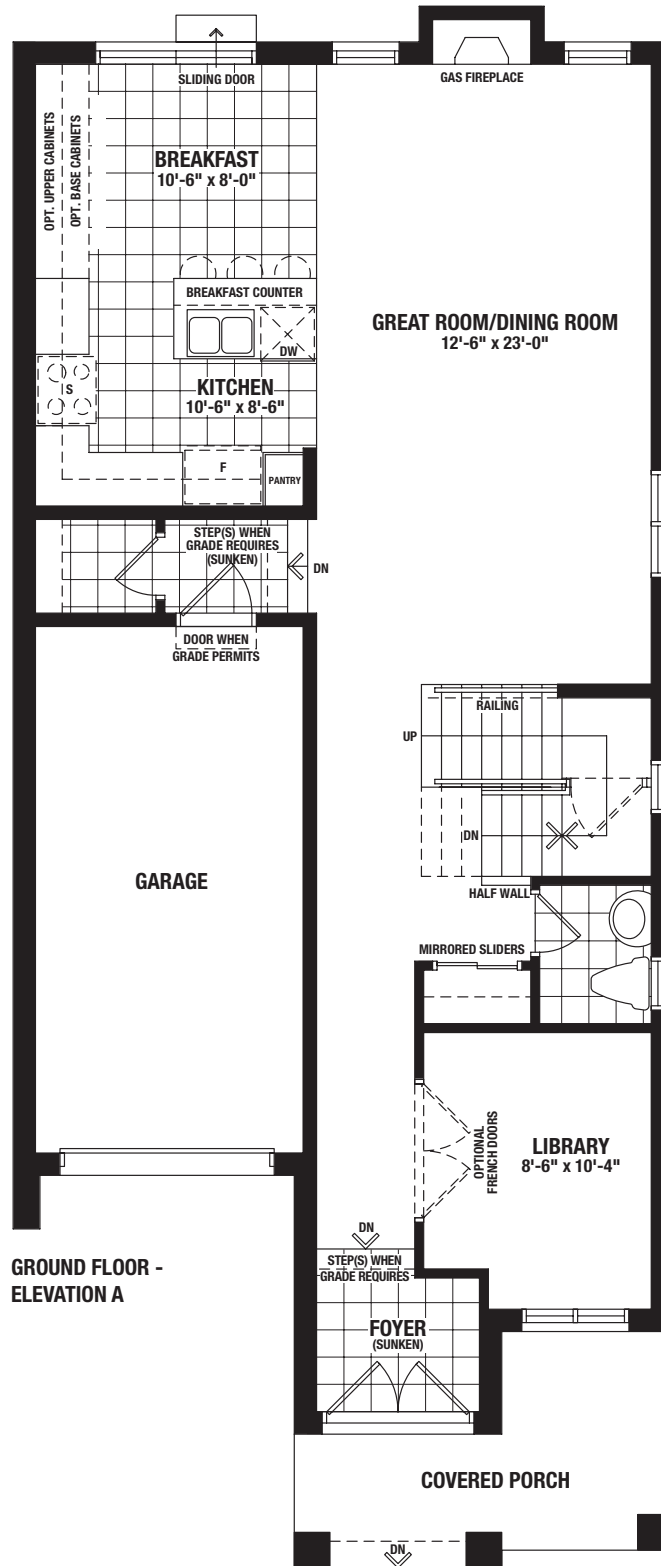 SLIDING DOOR
GAS FIREPLACE
OPT. UPPER CABINETS
OPT. BASE CABINETS
BREAKFAST
10'-6" x 8'-0"
BREAKFAST COUNTER
DW
GREAT ROOM/DINING ROOM
12'-6" x 23'-0"
S
KITCHEN
10'-6" x 8'-6"
F
PANTRY
STEP(S) WHEN
GRADE REQUIRES
(SUNKEN)
DN
DOOR WHEN
GRADE PERMITS
RAILING
UP
DN
GARAGE
HALF WALL
MIRRORED SLIDERS
OPTIONAL
FRENCH DOORS
LIBRARY
8'-6" x 10'-4"
DN
STEP(S) WHEN
GRADE REQUIRES
GROUND FLOOR -
ELEVATION A
FOYER
(SUNKEN)
COVERED PORCH
DN